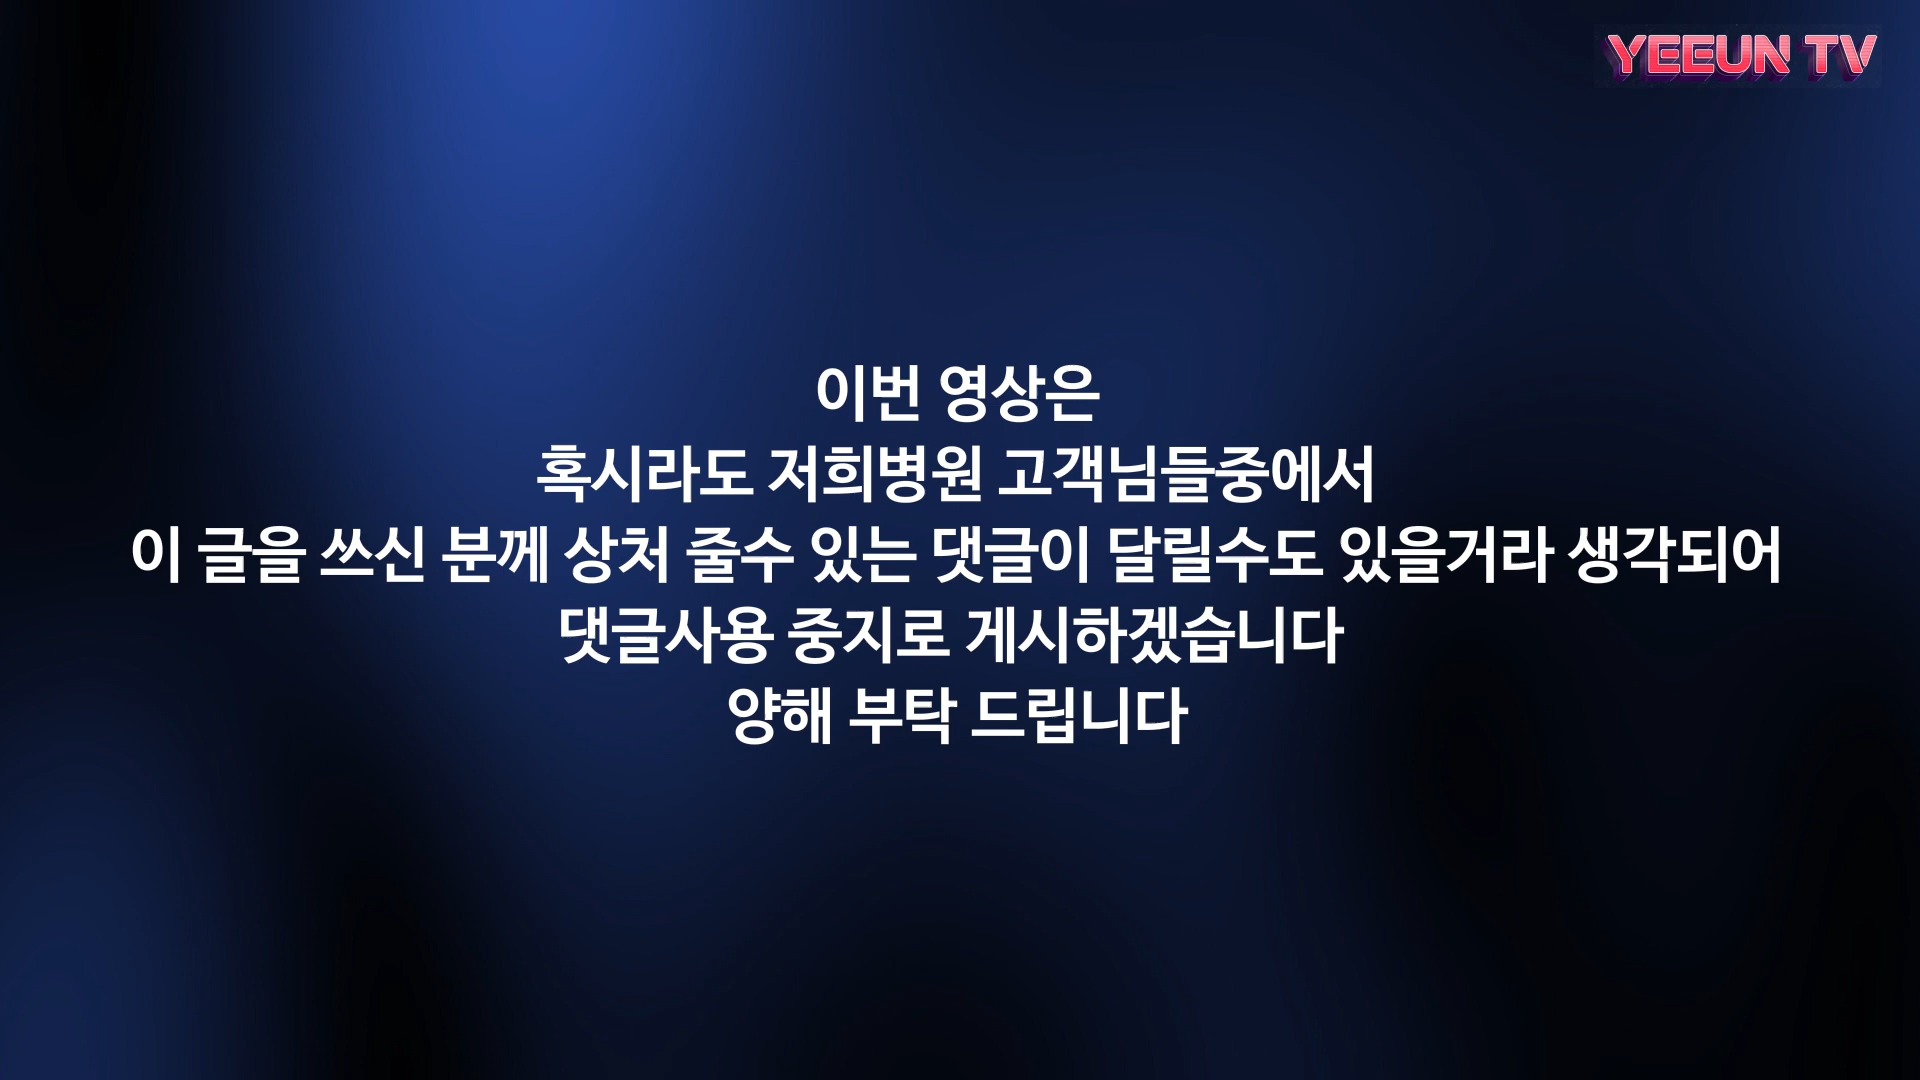 YEEUN TV
이번 영상은
혹시라도 저희병원 고객님들중에서
이 글을 쓰신 분께 상처 줄수 있는 댓글이 달릴수도 있을거라 생각되어
댓글사용 중지로 게시하겠습니다
양해 부탁 드립니다